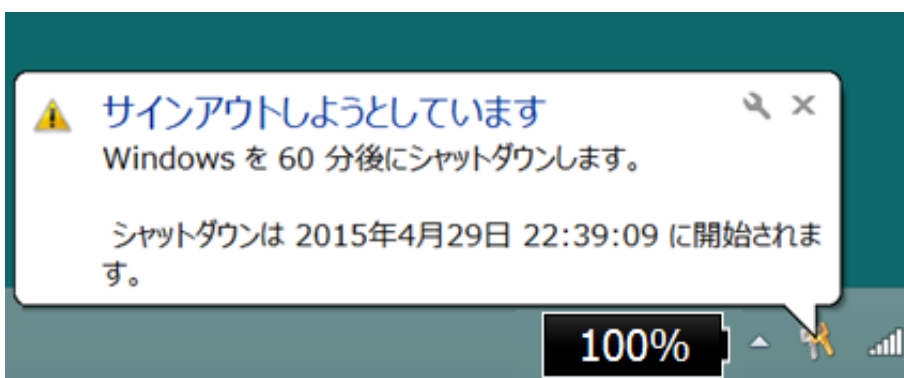 サインアウトしようとしています
Windows を 60 分後にシャットダウンします。
シャットダウンは 2015年4月29日 22:39:09 に開始されま
す。
100%